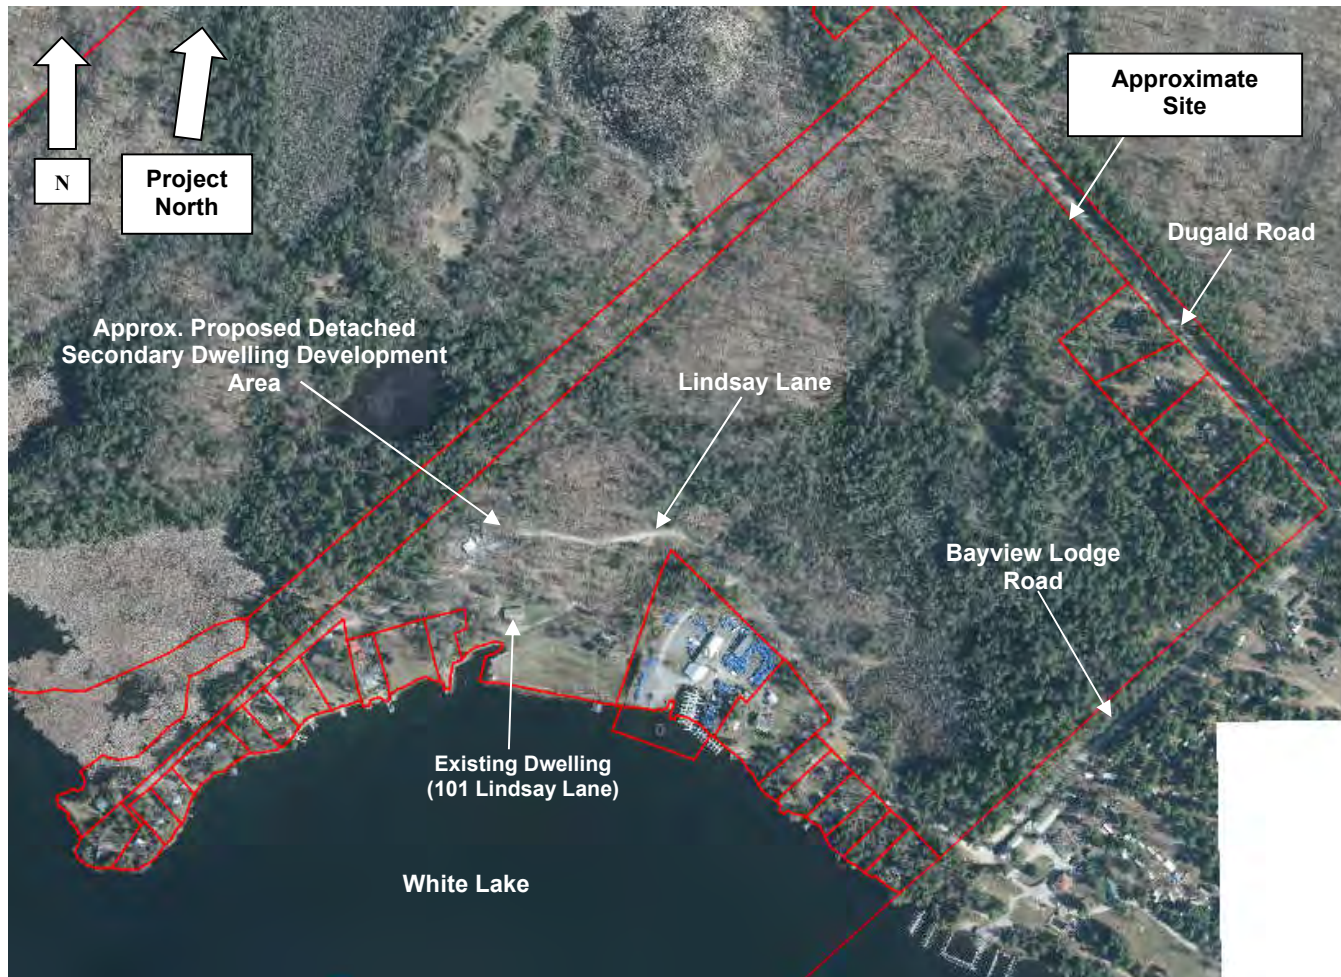 Approximate
Site
N
Project
North
Dugald Road
Approx. Proposed Detached
Secondary Dwelling Development
Area
Lindsay Lane
Bayview Lodge
Road
0
Existing Dwelling
(101 Lindsay Lane)
White Lake